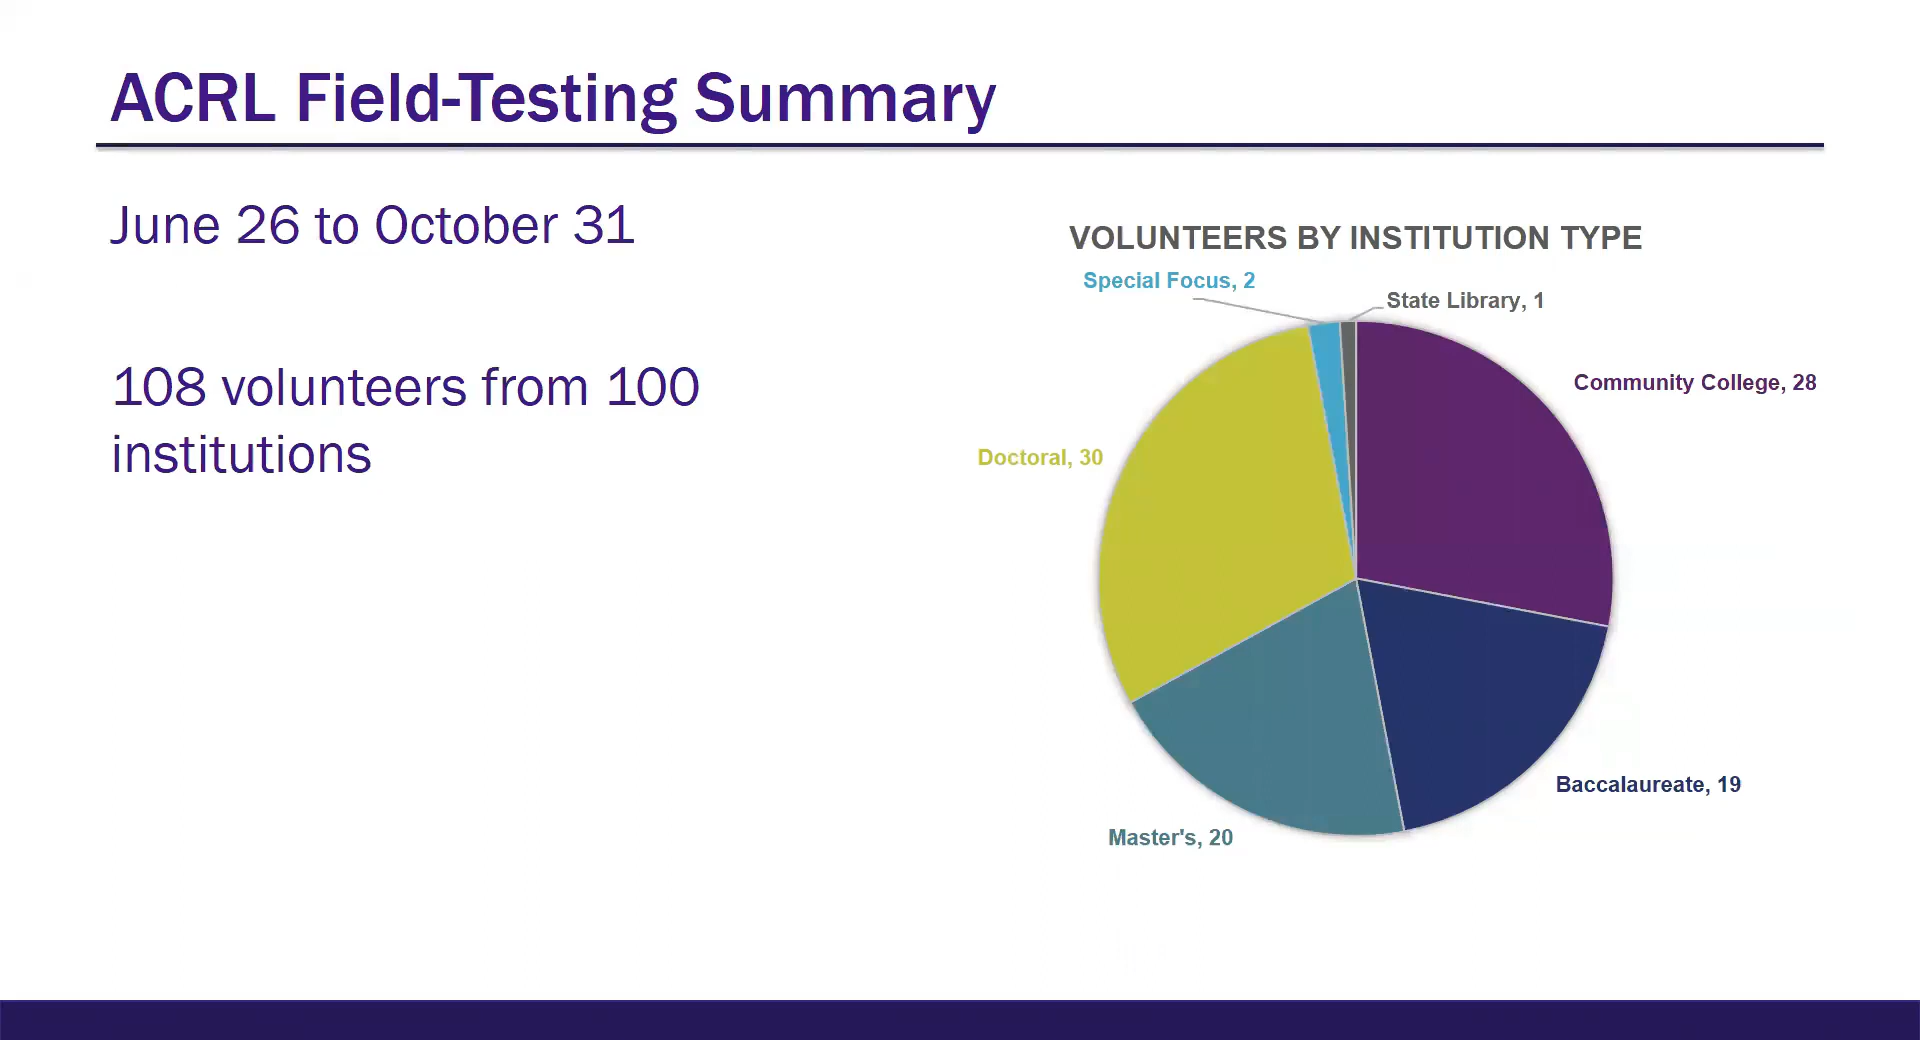 ACRL Field-Testing Summary
June 26 to October 31
108 volunteers from 100
institutions
VOLUNTEERS BY INSTITUTION TYPE
Special Focus, 2
State Library, 1
Community College, 28
Doctoral, 30
Baccalaureate, 19
Master's, 20